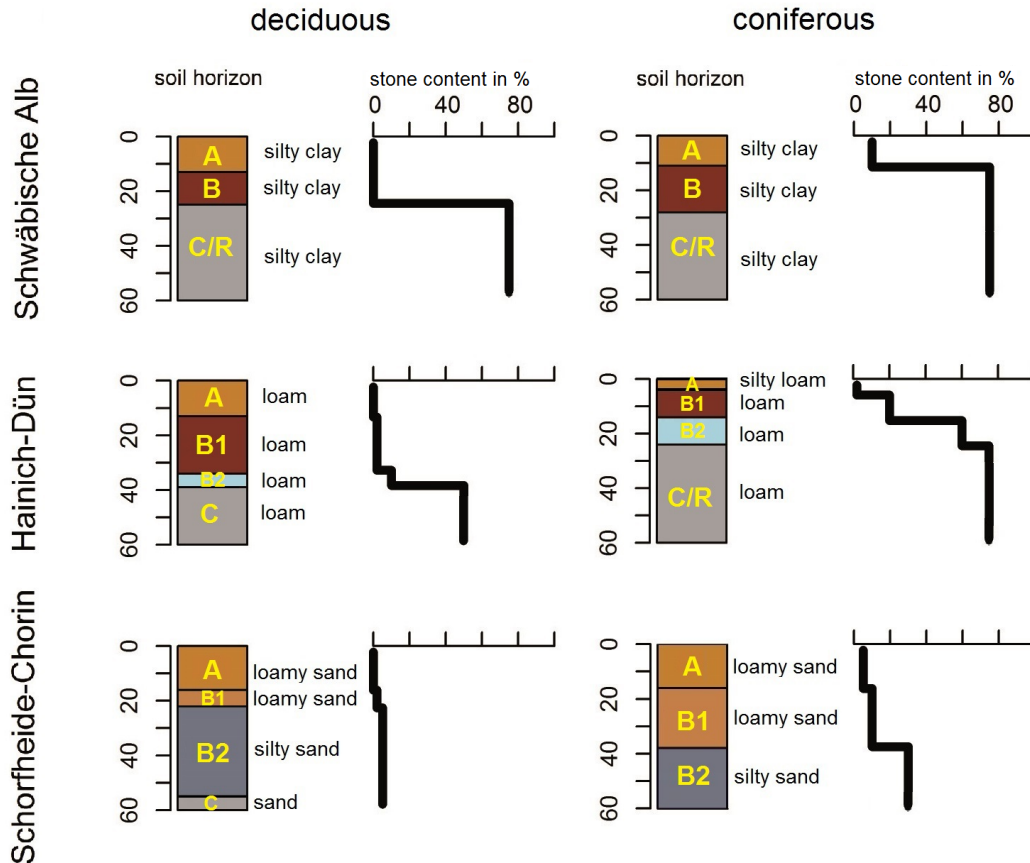 deciduous coniferous
soil horizon stone content in % soil horizon stone content in %
0 40 80 0 40 80
Schwäbische Alb
0 20 40 60
A silty clay
B silty clay
C/R silty clay
0 20 40 60
A silty clay
B silty clay
C/R silty clay
Hainich-Dün
0 20 40 60
A loam
B1 loam
B2 loam
C loam
0 20 40 60
A silty loam
B1 loam
B2 loam
C/R loam
Schorfheide-Chorin
0 20 40 60
A loamy sand
B1 loamy sand
B2 silty sand
C sand
0 20 40 60
A loamy sand
B1 loamy sand
B2 silty sand